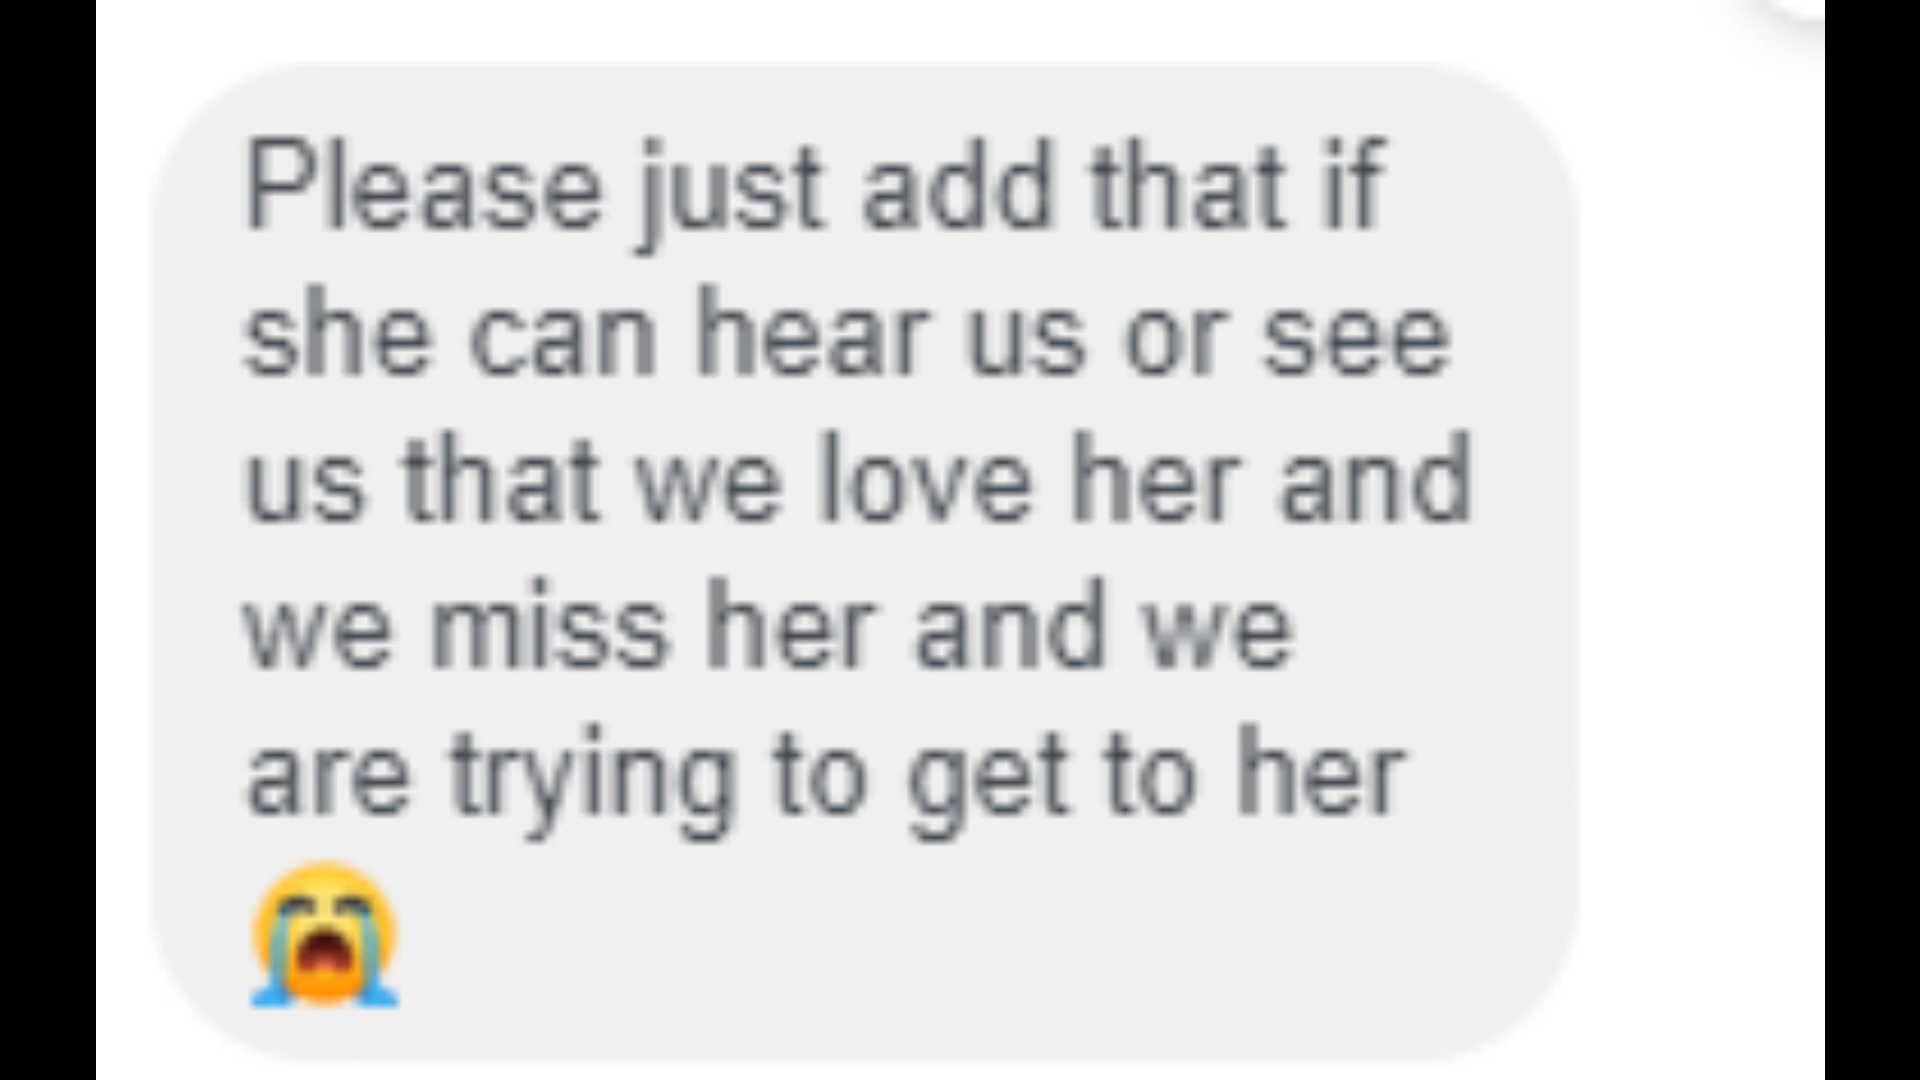 Please just add that if
she can hear us or see
us that we love her and
we miss her and we
are trying to get to her
😭